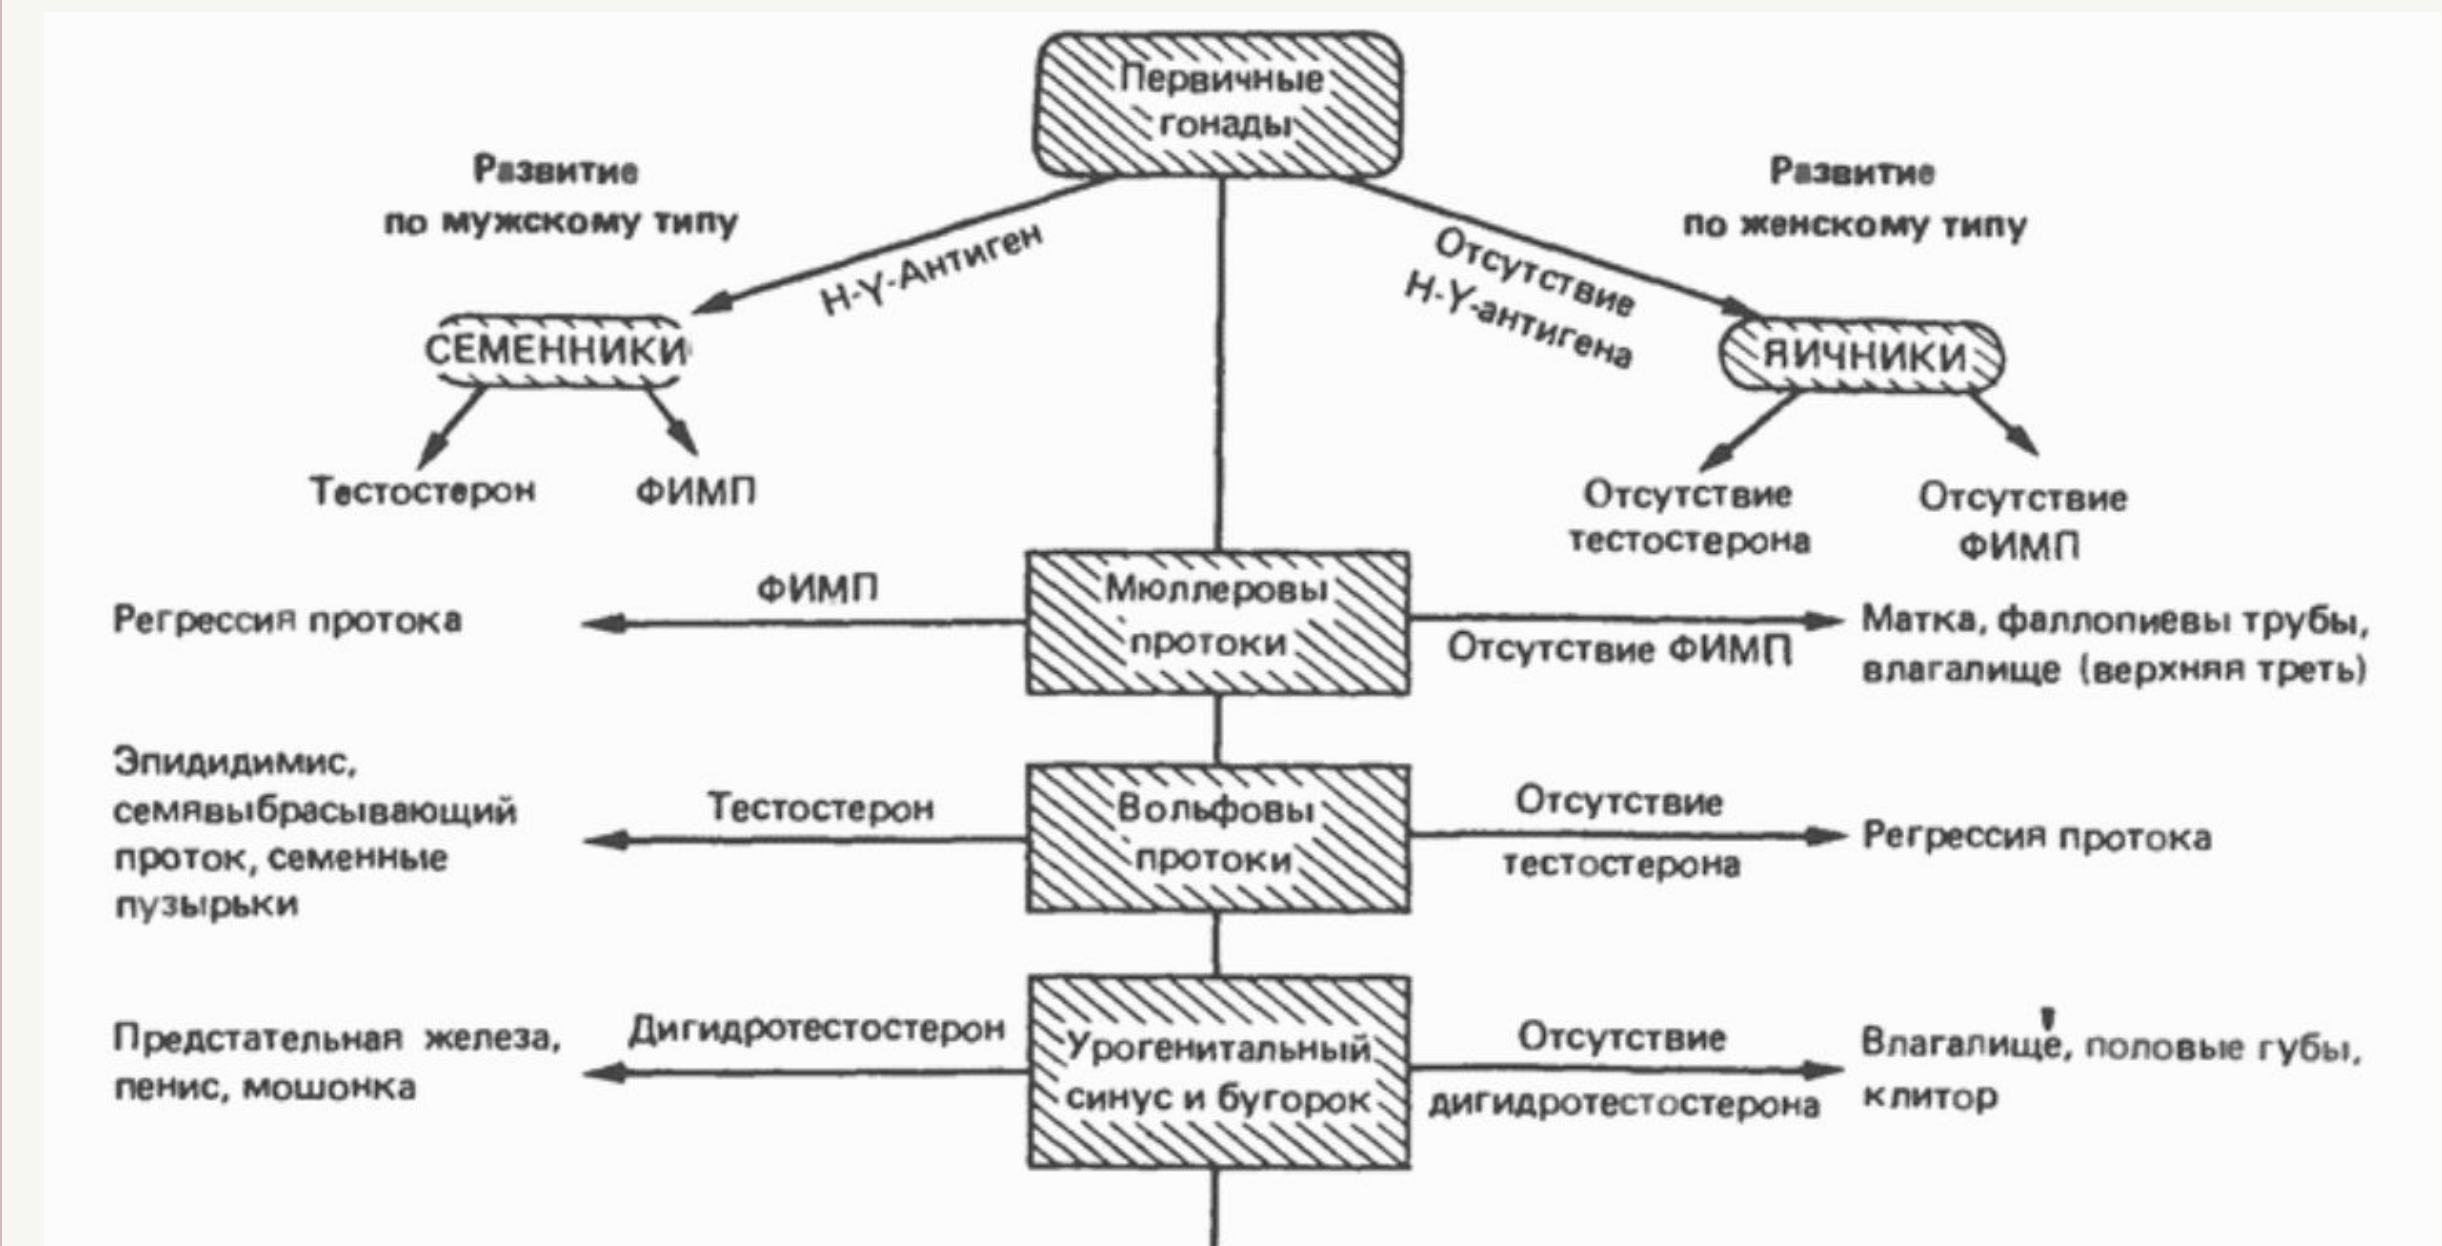 Первичные
гонады
Развитие
по мужскому типу
Развитие
по женскому типу
Н-Y-Антиген
Отсутствие
Н-Y-антигена
СЕМЕННИКИ
ЯИЧНИКИ
Тестостерон
ФИМП
Отсутствие
тестостерона
Отсутствие
ФИМП
Регрессия протока
ФИМП
Мюллеровы
протоки
Отсутствие ФИМП
Матка, фаллопиевы трубы,
влагалище (верхняя треть)
Эпидидимис,
семявыбрасывающий
проток, семенные
пузырьки
Тестостерон
Вольфовы
протоки
Отсутствие
тестостерона
Регрессия протока
Предстательная железа,
пенис, мошонка
Дигидротестостерон
Урогенитальный
синус и бугорок
Отсутствие
дигидротестостерона
Влагалище, половые губы,
клитор